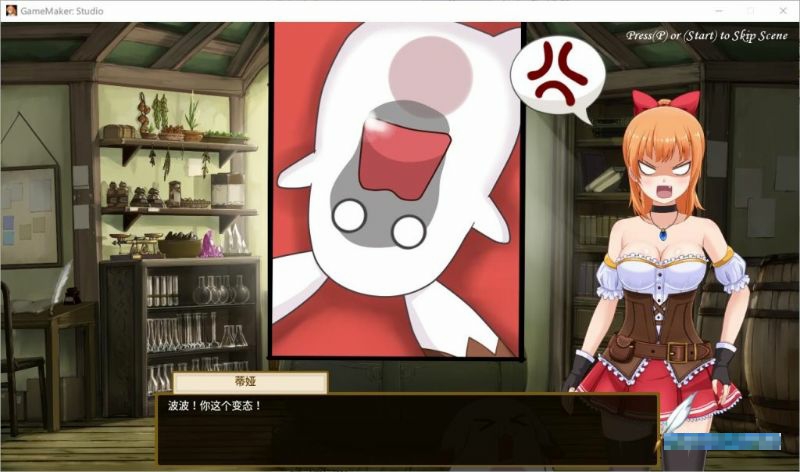 GameMaker: Studio
Press(P) or (Start) to Skip Scene
蒂娅
波波！你这个变态！